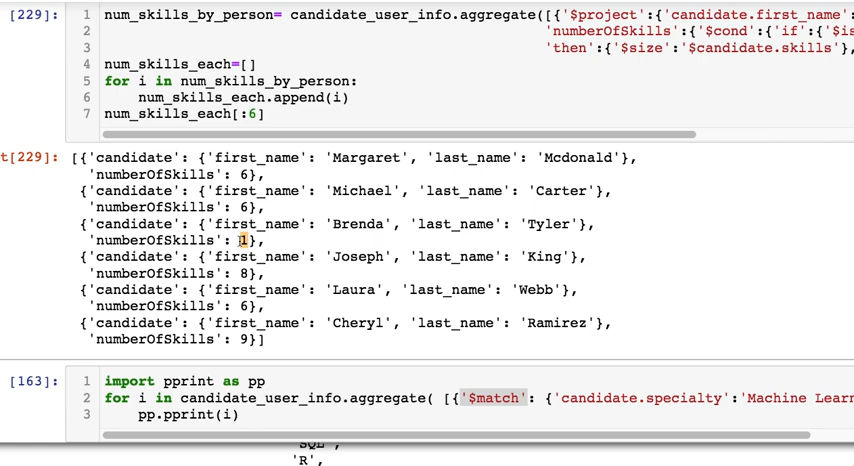 [229]: 1 num_skills_by_person= candidate_user_info.aggregate([{'$project':{'candidate.first_name':
2 'numberOfSkills':{'$cond':{'if':{'$is
3 'then':{'$size':'$candidate.skills'},
4 num_skills_each=[]
5 for i in num_skills_by_person:
6 num_skills_each.append(i)
7 num_skills_each[:6]
t[229]: [{'candidate': {'first_name': 'Margaret', 'last_name': 'Mcdonald'},
'numberOfSkills': 6},
{'candidate': {'first_name': 'Michael', 'last_name': 'Carter'},
'numberOfSkills': 6},
{'candidate': {'first_name': 'Brenda', 'last_name': 'Tyler'},
'numberOfSkills': 1},
{'candidate': {'first_name': 'Joseph', 'last_name': 'King'},
'numberOfSkills': 8},
{'candidate': {'first_name': 'Laura', 'last_name': 'Webb'},
'numberOfSkills': 6},
{'candidate': {'first_name': 'Cheryl', 'last_name': 'Ramirez'},
'numberOfSkills': 9}]
[163]: 1 import pprint as pp
2 for i in candidate_user_info.aggregate( [{'$match': {'candidate.specialty':'Machine Learn
3 pp.pprint(i)
'SQL',
'R',